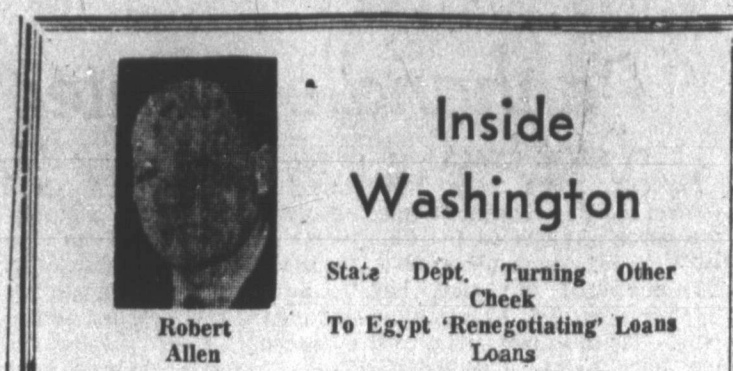 Inside
Washington
State Dept. Turning Other
Cheek
To Egypt 'Renegotiating' Loans
Loans
Robert
Allen